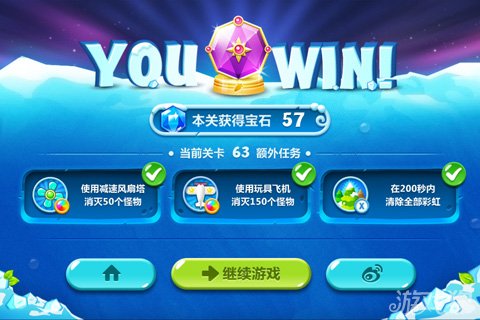 YOU WIN!
本关获得宝石 57
当前关卡 63 额外任务
使用减速风扇塔
消灭50个怪物
使用玩具飞机
消灭150个怪物
在200秒内
清除全部彩虹
X
继续游戏